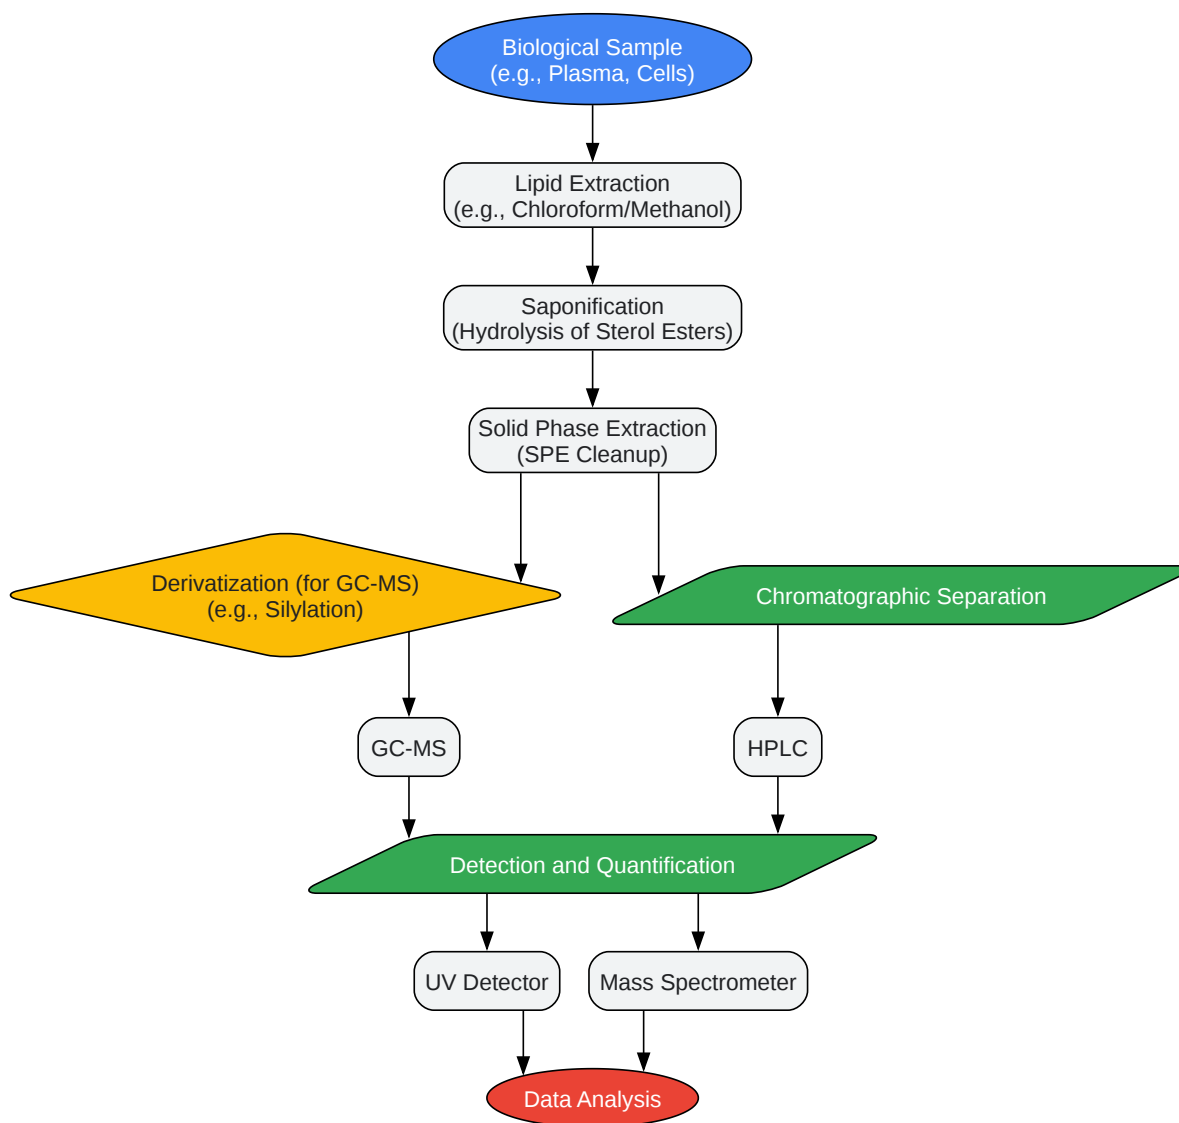 Biological Sample
(e.g., Plasma, Cells)
Lipid Extraction
(e.g., Chloroform/Methanol)
Saponification
(Hydrolysis of Sterol Esters)
Solid Phase Extraction
(SPE Cleanup)
Derivatization (for GC-MS)
(e.g., Silylation)
Chromatographic Separation
GC-MS
HPLC
Detection and Quantification
UV Detector
Mass Spectrometer
Data Analysis